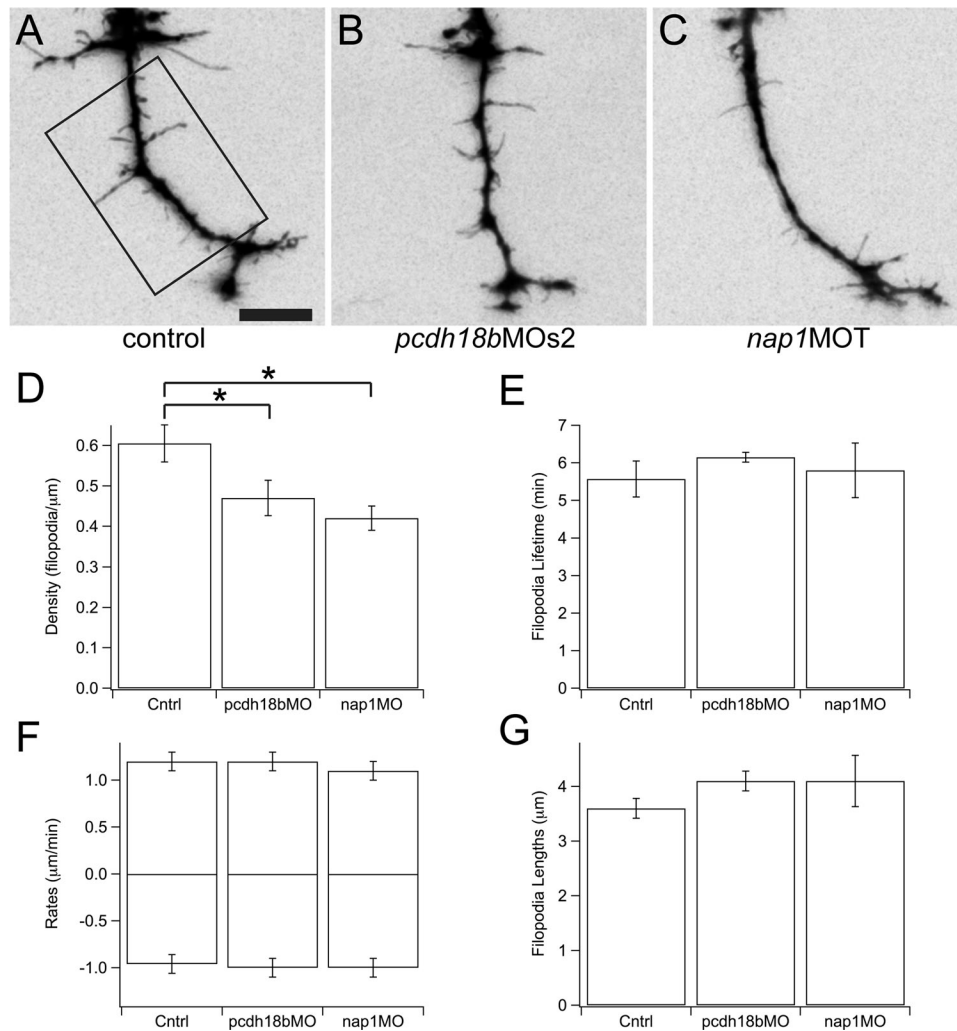 A
B
C
control
pcdh18bMOs2
nap1MOT
D
*
*
Density (filopodia/μm)
0.6
0.5
0.4
0.3
0.2
0.1
0.0
Cntrl
pcdh18bMO
nap1MO
E
Filopodia Lifetime (min)
7
6
5
4
3
2
1
0
Cntrl
pcdh18bMO
nap1MO
F
Rates (μm/min)
1.0
0.5
0.0
-0.5
-1.0
Cntrl
pcdh18bMO
nap1MO
G
Filopodia Lengths (μm)
4
3
2
1
0
Cntrl
pcdh18bMO
nap1MO